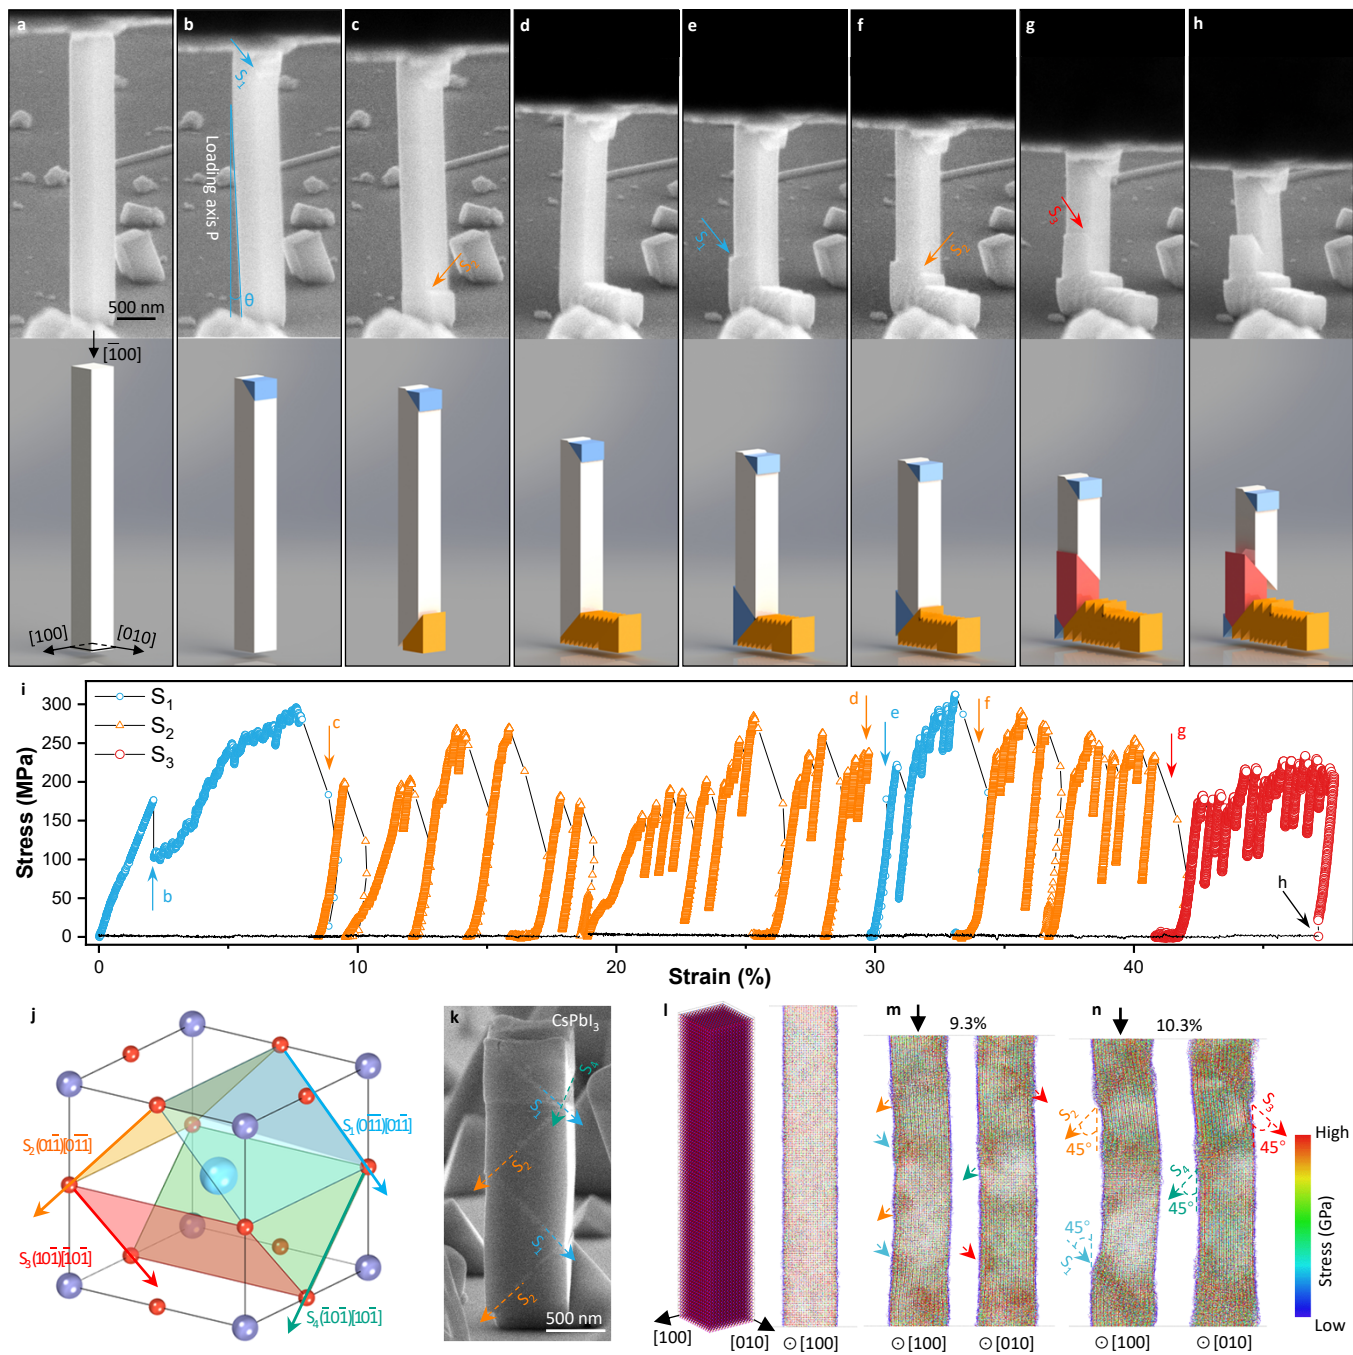 a
b
c
d
e
f
g
h
S₁
Loading axis P
θ
S₂
S₁
S₂
S₃
500 nm
[1̅00]
[100]
[010]
i
S₁
S₂
S₃
Stress (MPa)
300
250
200
150
100
50
0
b
c
d
e
f
g
h
0
10
20
30
40
Strain (%)
j
S₁(01̅1̅)[01̅1̅]
S₂(011̅)[01̅1̅]
S₃(101̅)[1̅01̅]
S₄(1̅01̅)[101̅]
k
CsPbI₃
S₄
S₁
S₂
S₁
S₂
500 nm
l
[100]
[010]
⊙[100]
m
9.3%
⊙[100]
⊙[010]
n
10.3%
S₂
45°
S₃
45°
S₄
45°
45°
S₁
⊙[100]
⊙[010]
High
Stress (GPa)
Low